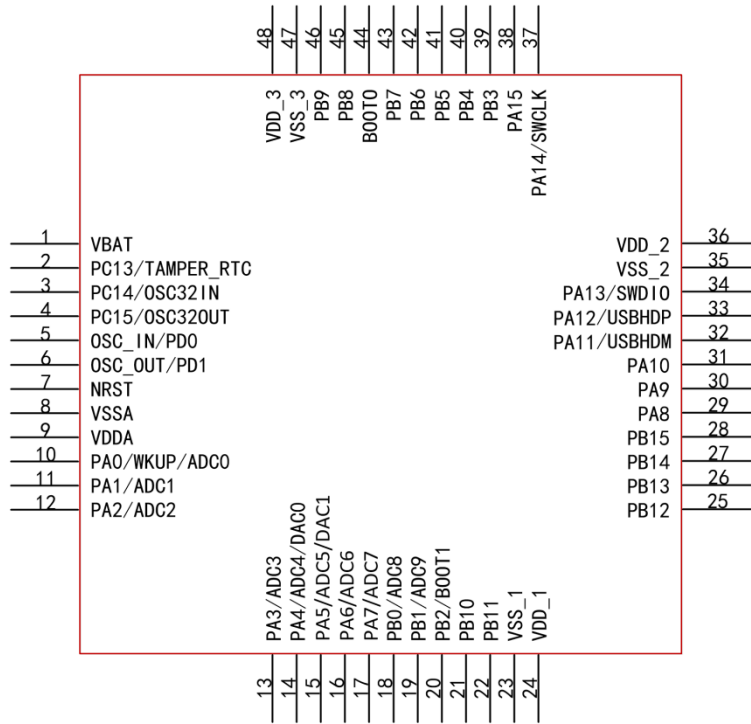 48 47 46 45 44 43 42 41 40 39 38 37
VDD_3
VSS_3
PB9
PB8
BOOT0
PB7
PB6
PB5
PB4
PB3
PA15
PA14/SWCLK
1 VBAT
2 PC13/TAMPER_RTC
3 PC14/OSC32IN
4 PC15/OSC32OUT
5 OSC_IN/PD0
6 OSC_OUT/PD1
7 NRST
8 VSSA
9 VDDA
10 PA0/WKUP/ADC0
11 PA1/ADC1
12 PA2/ADC2
VDD_2 36
VSS_2 35
PA13/SWDIO 34
PA12/USBHDP 33
PA11/USBHDM 32
PA10 31
PA9 30
PA8 29
PB15 28
PB14 27
PB13 26
PB12 25
PA3/ADC3
PA4/ADC4/DAC0
PA5/ADC5/DAC1
PA6/ADC6
PA7/ADC7
PB0/ADC8
PB1/ADC9
PB2/BOOT1
PB10
PB11
VSS_1
VDD_1
13 14 15 16 17 18 19 20 21 22 23 24